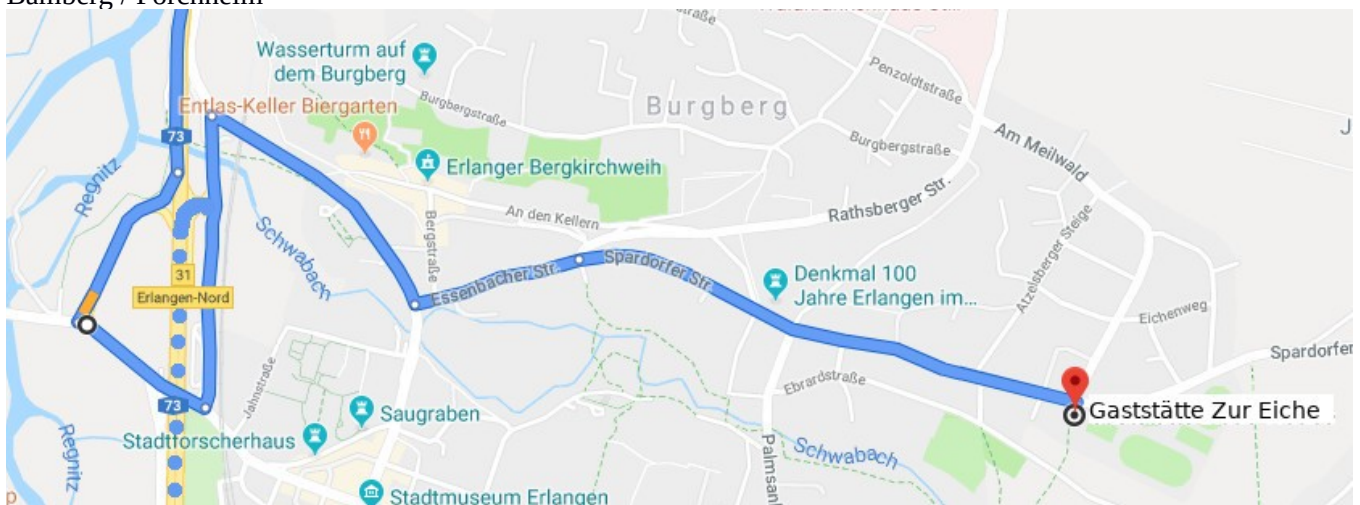 Bamberg / Forchheim
Wasserturm auf
dem Burgberg
Entlas-Keller Biergarten
Burgbergstraße
Burgberg
Penzoldtstraße
Am Meilwald
J
73
Burgbergstraße
Erlanger Bergkirchweih
Regnitz
An den Kellern
Bergstraße
Rathsberger Str.
Atzelsberger Steige
Schwabach
Essenbacher Str.
Spardorfer Str.
31
Erlangen-Nord
Denkmal 100
Jahre Erlangen im...
Eichenweg
Spardorfer
Jahnstraße
Ebrardstraße
73
Saugraben
Gaststätte Zur Eiche
Stadtforscherhaus
Regnitz
Schwabach
Palmsan
p
Stadtmuseum Erlangen